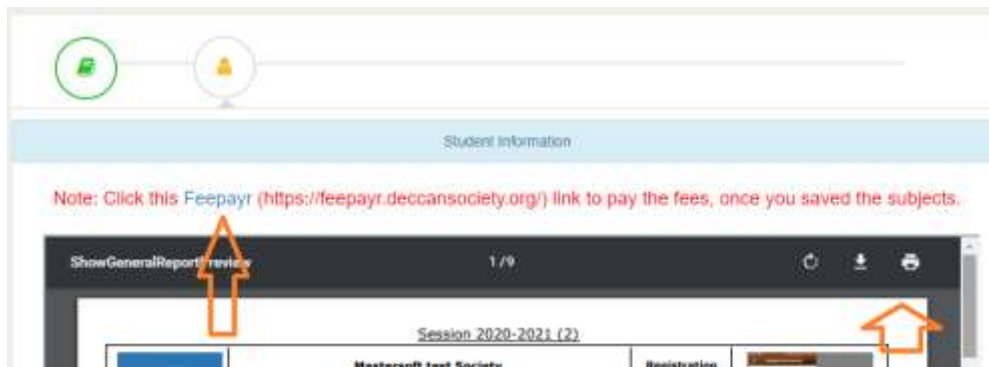 Student Information
Note: Click this Feepayr (https://feepayr.deccansociety.org/) link to pay the fees, once you saved the subjects.
ShowGeneralReportPreview 1 / 9
Session 2020-2021 (2)
Mastersoft test Society Registration